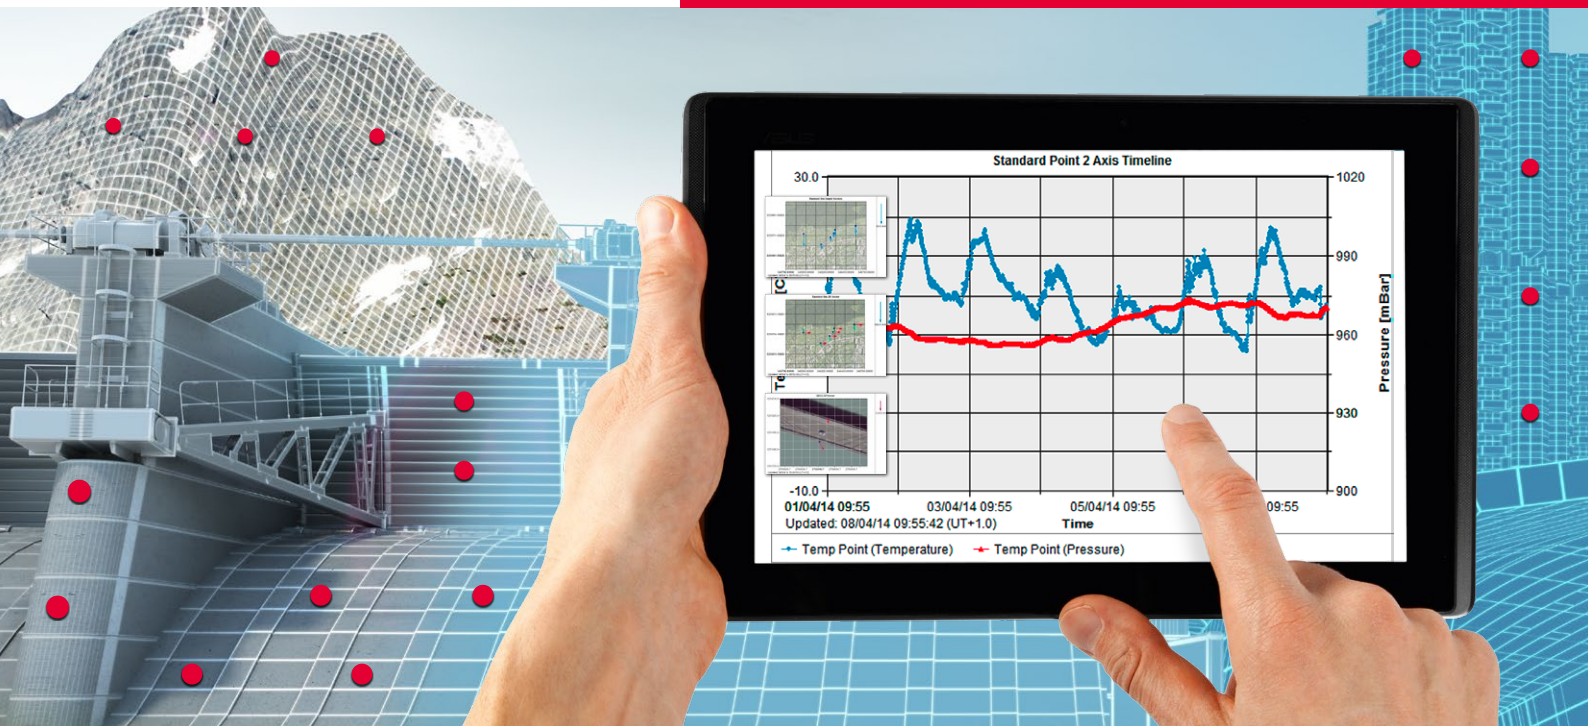 Standard Point 2 Axis Timeline
30.0
1020
990
[C
960
Te
Pressure [mBar]
930
-10.0
900
01/04/14 09:55
03/04/14 09:55
05/04/14 09:55
09:55
Updated: 08/04/14 09:55:42 (UT+1.0)
Time
Temp Point (Temperature)
Temp Point (Pressure)